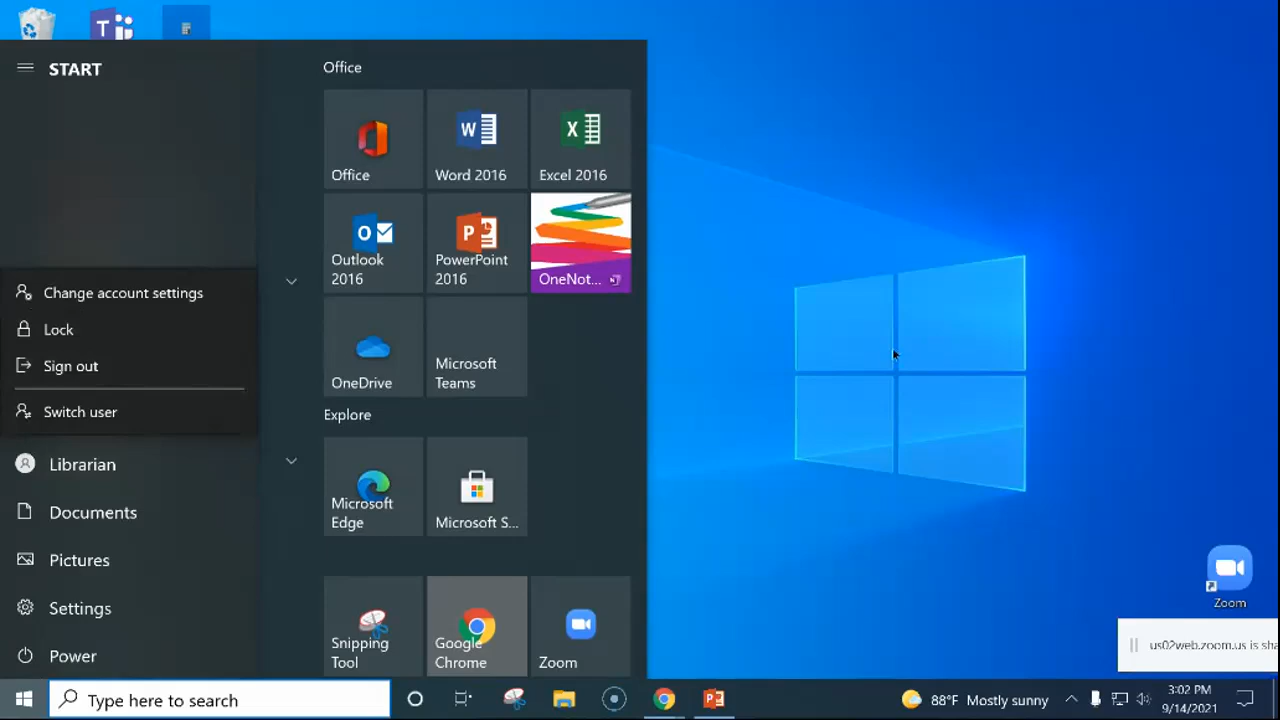 START
Change account settings
Lock
Sign out
Switch user
Librarian
Documents
Pictures
Settings
Power
Office
Office
Word 2016
Excel 2016
Outlook
2016
PowerPoint
2016
OneNot...
OneDrive
Microsoft
Teams
Explore
Microsoft
Edge
Microsoft S...
Snipping
Tool
Google
Chrome
Zoom
Zoom
us02web.zoom.us is sha
Type here to search
88°F Mostly sunny
3:02 PM
9/14/2021